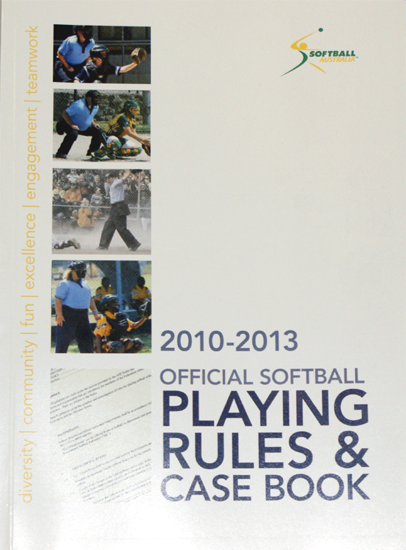 SOFTBALL
AUSTRALIA
diversity | community | fun | excellence | engagement | teamwork
2010-2013
OFFICIAL SOFTBALL
PLAYING
RULES &
CASE BOOK